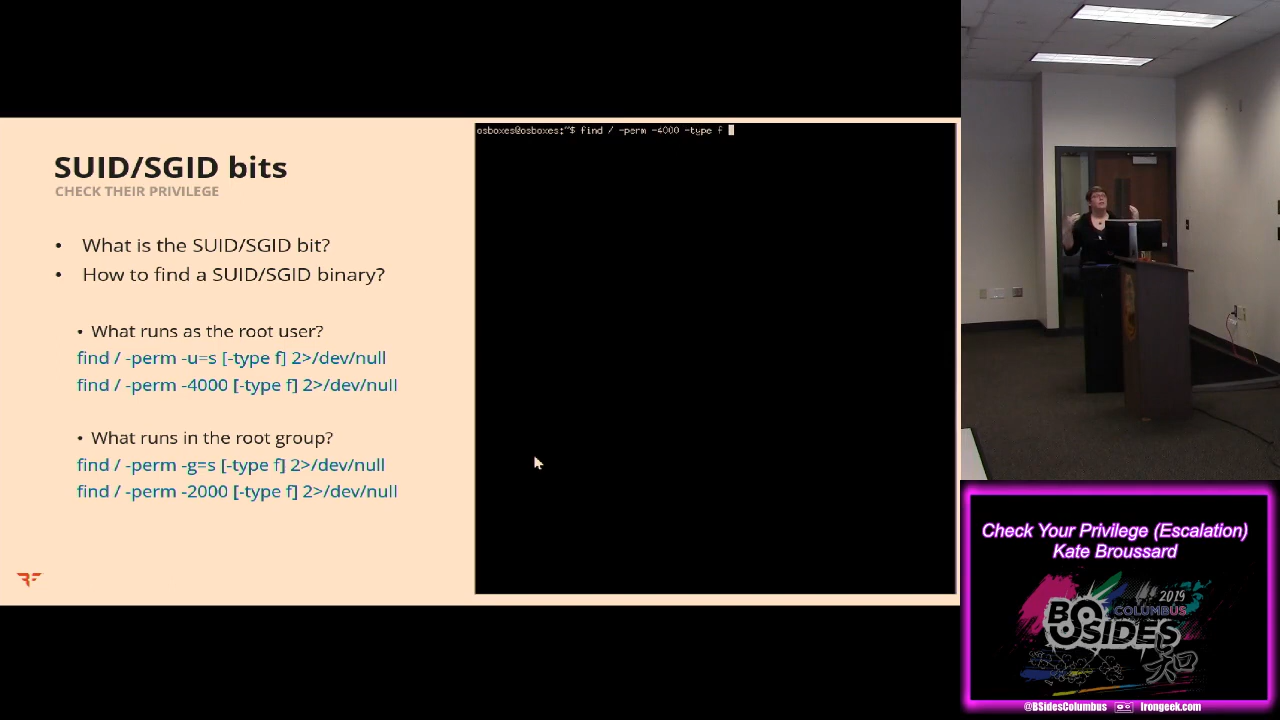 SUID/SGID bits
CHECK THEIR PRIVILEGE
• What is the SUID/SGID bit?
• How to find a SUID/SGID binary?
• What runs as the root user?
find / -perm -u=s [-type f] 2>/dev/null
find / -perm -4000 [-type f] 2>/dev/null
• What runs in the root group?
find / -perm -g=s [-type f] 2>/dev/null
find / -perm -2000 [-type f] 2>/dev/null
osboxes@osboxes:~$ find / -perm -4000 -type f
Check Your Privilege (Escalation)
Kate Broussard
2019
COLUMBUS
BSIDES
@BSidesColumbus irongeek.com